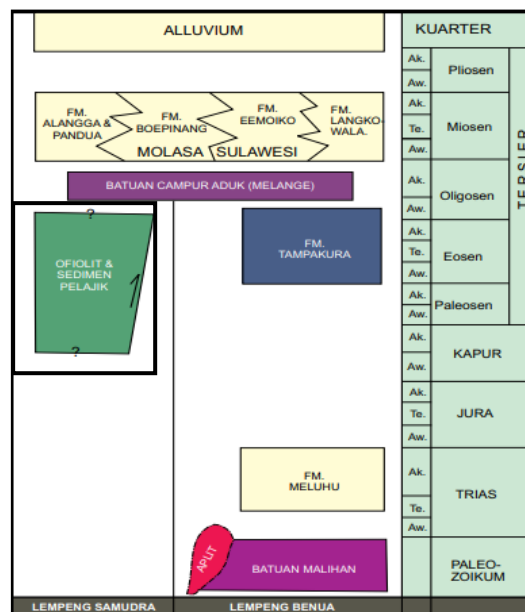 ALLUVIUM
FM.
ALANGGA &
PANDUA
FM.
BOEPINANG
FM.
EEMOIKO
FM.
LANGKO-
WALA.
MOLASA SULAWESI
BATUAN CAMPUR ADUK (MELANGE)
?
OFIOLIT &
SEDIMEN
PELAJIK
?
FM.
TAMPAKURA
FM.
MELUHU
APLIT
BATUAN MALIHAN
LEMPENG SAMUDRA
LEMPENG BENUA
KUARTER
Ak.
Aw.
Pliosen
Ak.
Te.
Aw.
Miosen
Ak.
Aw.
Oligosen
Ak.
Te.
Aw.
Eosen
Ak.
Aw.
Paleosen
TERSIER
Ak.
Aw.
KAPUR
Ak.
Te.
Aw.
JURA
Ak.
Te.
Aw.
TRIAS
PALEO-
ZOIKUM